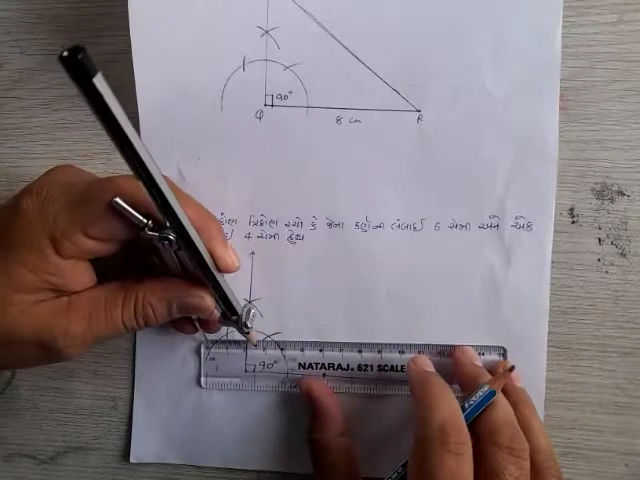 90°
Q
8 cm
R
ત્રિકોણ રચો કે જેના કર્ણની લંબાઈ 6 સેમી અને એક
4 સેમી હોય
90°
NATARAJ. 621 SCALE